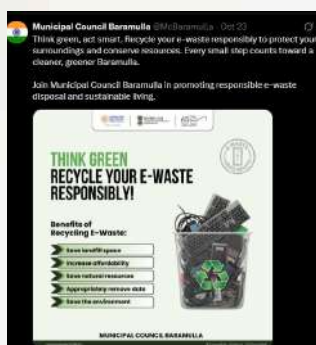 Municipal Council Baramulla @McBaramulla · Oct 23
Think green, act smart. Recycle your e-waste responsibly to protect your
surroundings and conserve resources. Every small step counts toward a
cleaner, greener Baramulla.
Join Municipal Council Baramulla in promoting responsible e-waste
disposal and sustainable living.
THINK GREEN
RECYCLE YOUR E-WASTE
RESPONSIBLY!
Benefits of
Recycling E-Waste:
Save landfill space
Increase affordability
Save natural resources
Appropriately remove data
Save the environment
MUNICIPAL COUNCIL BARAMULLA